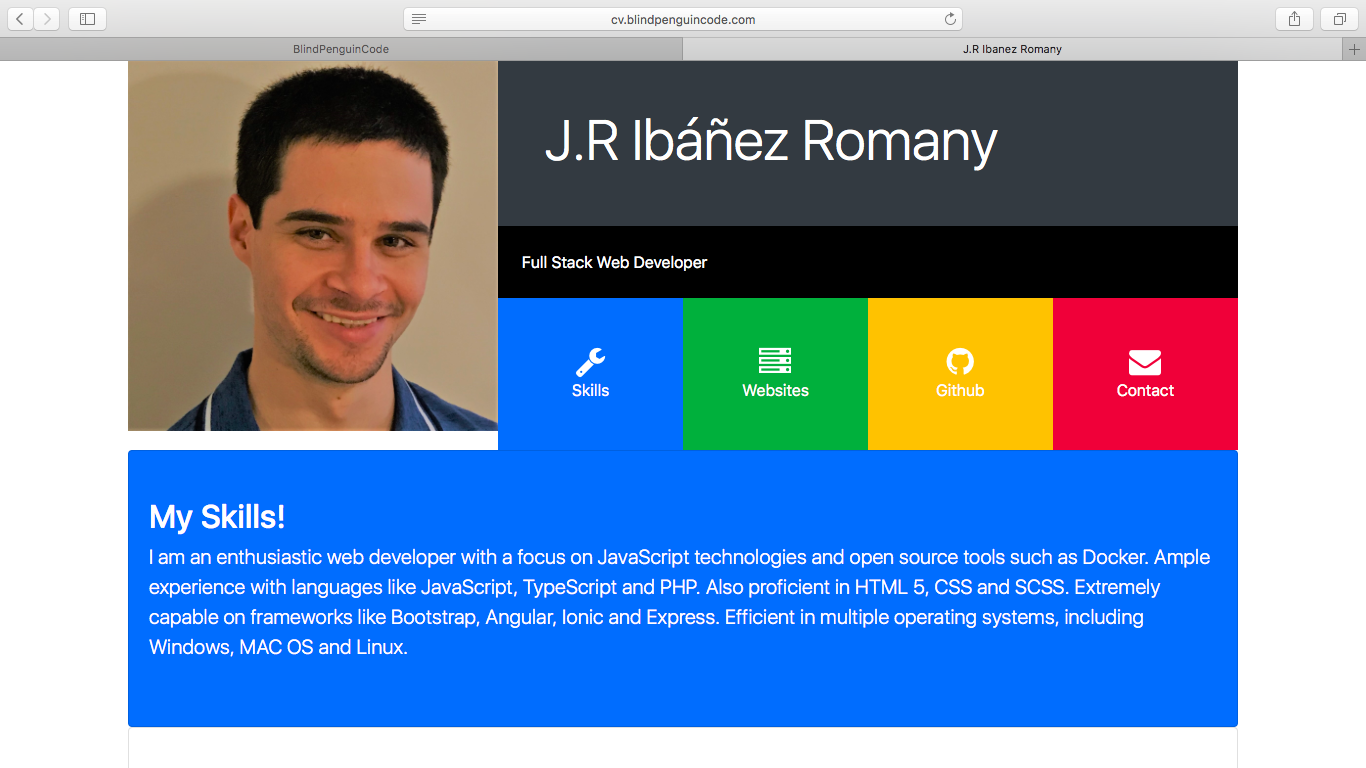 cv.blindpenguincode.com
BlindPenguinCode
J.R Ibanez Romany
J.R Ibáñez Romany
Full Stack Web Developer
Skills
Websites
Github
Contact
My Skills!
I am an enthusiastic web developer with a focus on JavaScript technologies and open source tools such as Docker. Ample
experience with languages like JavaScript, TypeScript and PHP. Also proficient in HTML 5, CSS and SCSS. Extremely
capable on frameworks like Bootstrap, Angular, Ionic and Express. Efficient in multiple operating systems, including
Windows, MAC OS and Linux.